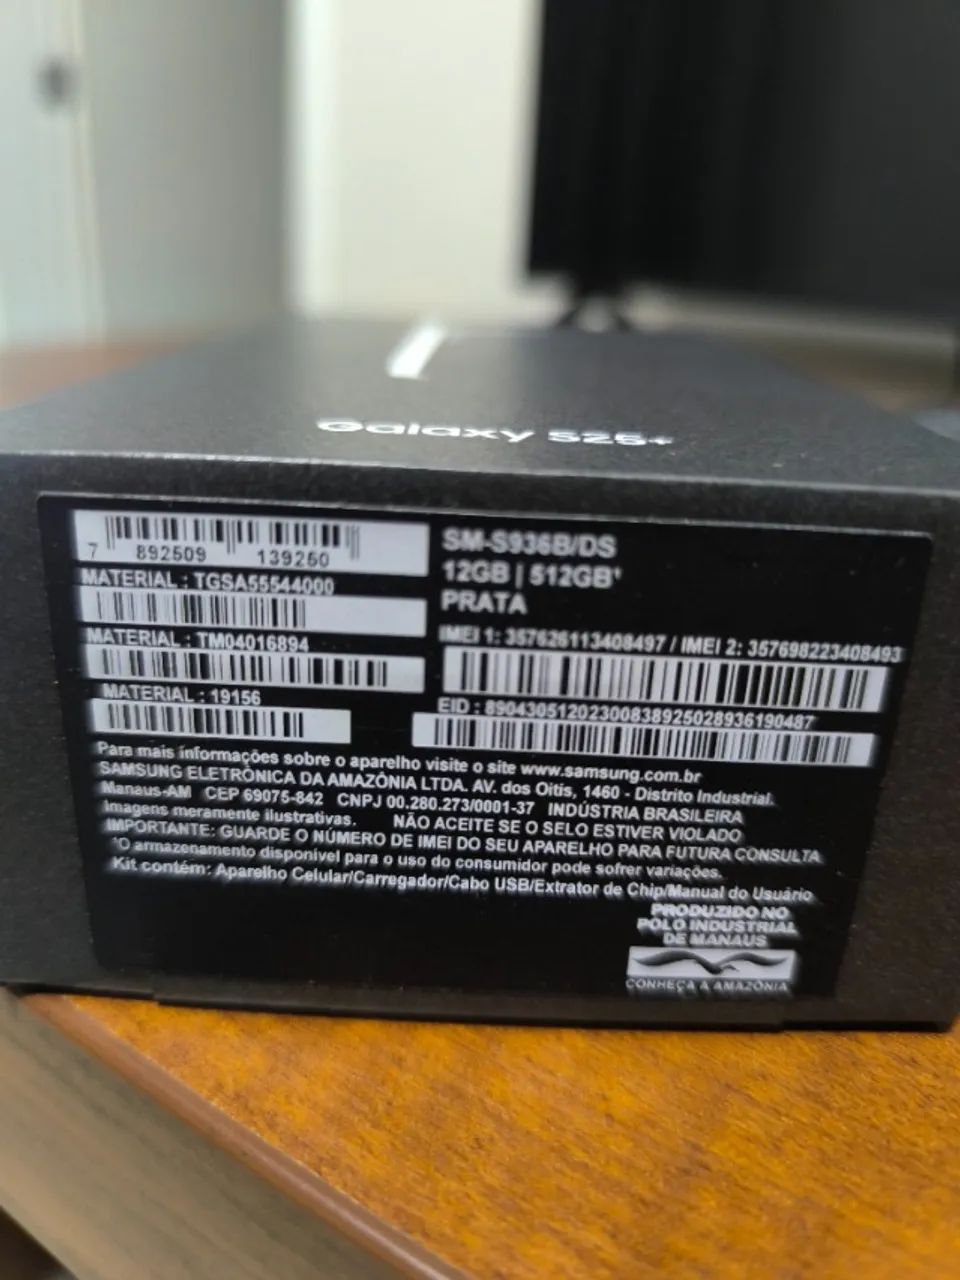 Galaxy S25+
7 892509 139250
MATERIAL : TGSA55544000
MATERIAL : TM04016894
MATERIAL : 19156
SM-S936B/DS
12GB | 512GB*
PRATA
IMEI 1: 357626113408497 / IMEI 2: 357698223408493
EID : 89043051202300838925028936190487
Para mais informações sobre o aparelho visite o site www.samsung.com.br
SAMSUNG ELETRÔNICA DA AMAZÔNIA LTDA. AV. dos Oitis, 1460 - Distrito Industrial.
Manaus-AM CEP 69075-842 CNPJ 00.280.273/0001-37 INDÚSTRIA BRASILEIRA
Imagens meramente ilustrativas. NÃO ACEITE SE O SELO ESTIVER VIOLADO
IMPORTANTE: GUARDE O NÚMERO DE IMEI DO SEU APARELHO PARA FUTURA CONSULTA
*O armazenamento disponível para o uso do consumidor pode sofrer variações.
Kit contém: Aparelho Celular/Carregador/Cabo USB/Extrator de Chip/Manual do Usuário
PRODUZIDO NO
PÓLO INDUSTRIAL
DE MANAUS
CONHEÇA A AMAZÔNIA